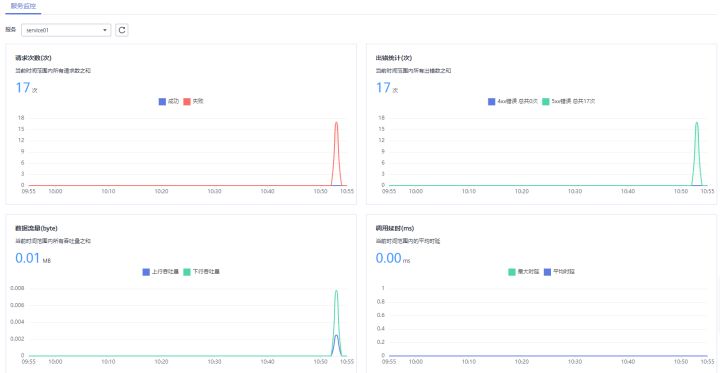 服务监控
服务 service01
请求次数(次)
当前时间范围内所有请求数之和
17 次
成功 失败
18
15
12
9
6
3
0
09:55 10:00 10:10 10:20 10:30 10:40 10:50 10:55
出错统计(次)
当前时间范围内所有出错数之和
17 次
4xx错误 总共0次 5xx错误 总共17次
18
15
12
9
6
3
0
09:55 10:00 10:10 10:20 10:30 10:40 10:50 10:55
数据流量(byte)
当前时间范围内所有吞吐量之和
0.01 MB
上行吞吐量 下行吞吐量
0.008
0.006
0.004
0.002
0
09:55 10:00 10:10 10:20 10:30 10:40 10:50 10:55
调用延时(ms)
当前时间范围内的平均时延
0.00 ms
最大时延 平均时延
1
0.8
0.6
0.4
0.2
0
09:55 10:00 10:10 10:20 10:30 10:40 10:50 10:55